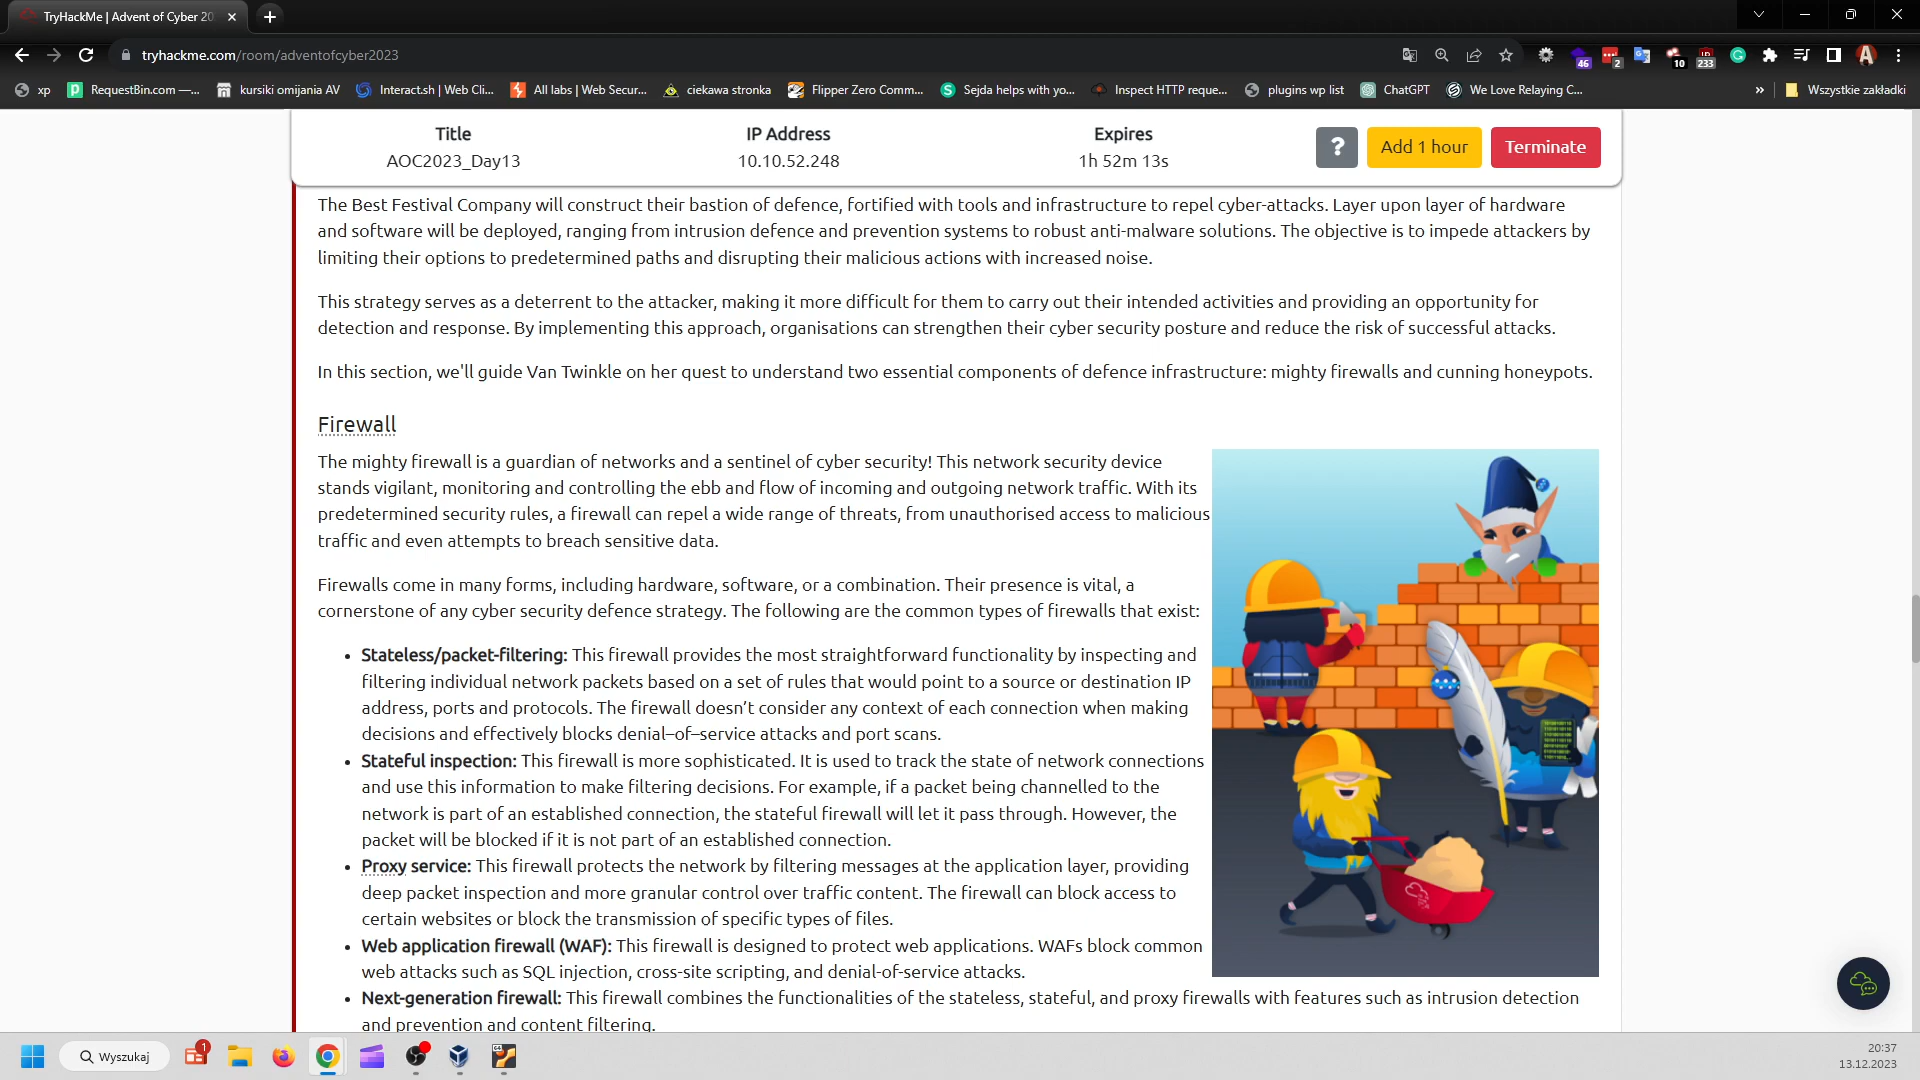 TryHackMe | Advent of Cyber 20
tryhackme.com/room/adventofcyber2023
46
2
10
233
xp
RequestBin.com —...
kursiki omijania AV
Interact.sh | Web Cli...
All labs | Web Secur...
ciekawa stronka
Flipper Zero Comm...
Sejda helps with yo...
Inspect HTTP reque...
plugins wp list
ChatGPT
We Love Relaying C...
»
Wszystkie zakładki
Title
IP Address
Expires
AOC2023_Day13
10.10.52.248
1h 52m 13s
?
Add 1 hour
Terminate
The Best Festival Company will construct their bastion of defence, fortified with tools and infrastructure to repel cyber-attacks. Layer upon layer of hardware
and software will be deployed, ranging from intrusion defence and prevention systems to robust anti-malware solutions. The objective is to impede attackers by
limiting their options to predetermined paths and disrupting their malicious actions with increased noise.
This strategy serves as a deterrent to the attacker, making it more difficult for them to carry out their intended activities and providing an opportunity for
detection and response. By implementing this approach, organisations can strengthen their cyber security posture and reduce the risk of successful attacks.
In this section, we'll guide Van Twinkle on her quest to understand two essential components of defence infrastructure: mighty firewalls and cunning honeypots.
Firewall
The mighty firewall is a guardian of networks and a sentinel of cyber security! This network security device
stands vigilant, monitoring and controlling the ebb and flow of incoming and outgoing network traffic. With its
predetermined security rules, a firewall can repel a wide range of threats, from unauthorised access to malicious
traffic and even attempts to breach sensitive data.
Firewalls come in many forms, including hardware, software, or a combination. Their presence is vital, a
cornerstone of any cyber security defence strategy. The following are the common types of firewalls that exist:
• Stateless/packet-filtering: This firewall provides the most straightforward functionality by inspecting and
filtering individual network packets based on a set of rules that would point to a source or destination IP
address, ports and protocols. The firewall doesn’t consider any context of each connection when making
decisions and effectively blocks denial–of–service attacks and port scans.
• Stateful inspection: This firewall is more sophisticated. It is used to track the state of network connections
and use this information to make filtering decisions. For example, if a packet being channelled to the
network is part of an established connection, the stateful firewall will let it pass through. However, the
packet will be blocked if it is not part of an established connection.
• Proxy service: This firewall protects the network by filtering messages at the application layer, providing
deep packet inspection and more granular control over traffic content. The firewall can block access to
certain websites or block the transmission of specific types of files.
• Web application firewall (WAF): This firewall is designed to protect web applications. WAFs block common
web attacks such as SQL injection, cross-site scripting, and denial-of-service attacks.
• Next-generation firewall: This firewall combines the functionalities of the stateless, stateful, and proxy firewalls with features such as intrusion detection
and prevention and content filtering.
Wyszukaj
1
64
20:37
13.12.2023